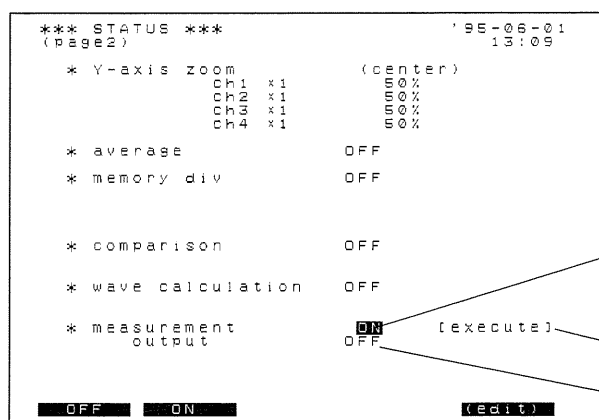 *** STATUS *** '95-06-01
(page2) 13:09
* Y-axis zoom (center)
Ch1 ×1 50%
Ch2 ×1 50%
Ch3 ×1 50%
Ch4 ×1 50%
* average OFF
* memory div OFF
* comparison OFF
* wave calculation OFF
* measurement ON [execute]
output OFF
OFF ON (edit)